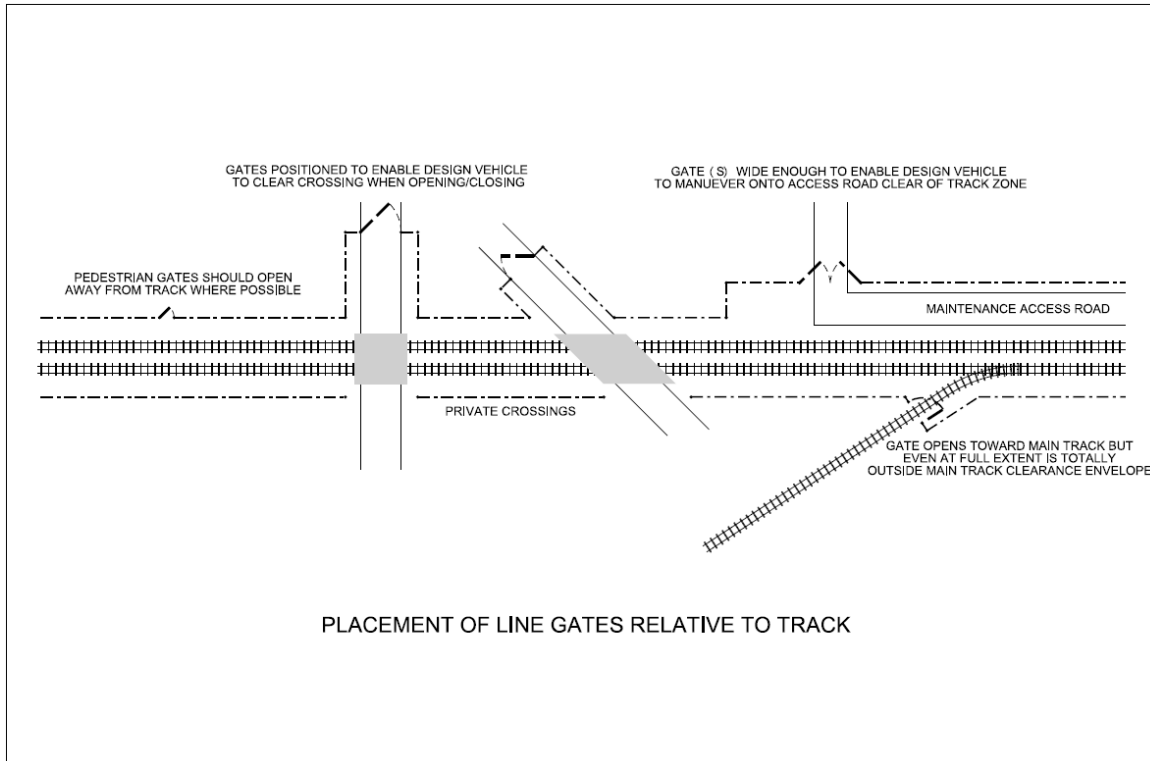 GATES POSITIONED TO ENABLE DESIGN VEHICLE
TO CLEAR CROSSING WHEN OPENING/CLOSING
GATE (S) WIDE ENOUGH TO ENABLE DESIGN VEHICLE
TO MANUEVER ONTO ACCESS ROAD CLEAR OF TRACK ZONE
PEDESTRIAN GATES SHOULD OPEN
AWAY FROM TRACK WHERE POSSIBLE
MAINTENANCE ACCESS ROAD
PRIVATE CROSSINGS
GATE OPENS TOWARD MAIN TRACK BUT
EVEN AT FULL EXTENT IS TOTALLY
OUTSIDE MAIN TRACK CLEARANCE ENVELOPE
PLACEMENT OF LINE GATES RELATIVE TO TRACK